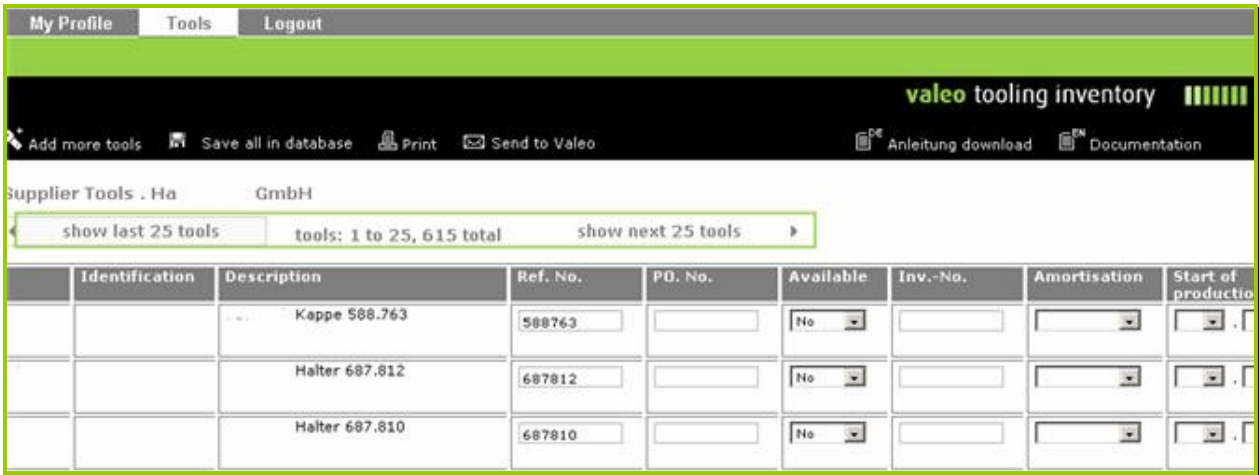 My Profile Tools Logout
valeo tooling inventory
Add more tools Save all in database Print Send to Valeo DE Anleitung download EN Documentation
Supplier Tools . Ha GmbH
show last 25 tools tools: 1 to 25, 615 total show next 25 tools
Identification Description Ref. No. PO. No. Available Inv.-No. Amortisation Start of
productio
Kappe 588.763 588763 No .
Halter 687.812 687812 No .
Halter 687.810 687810 No .